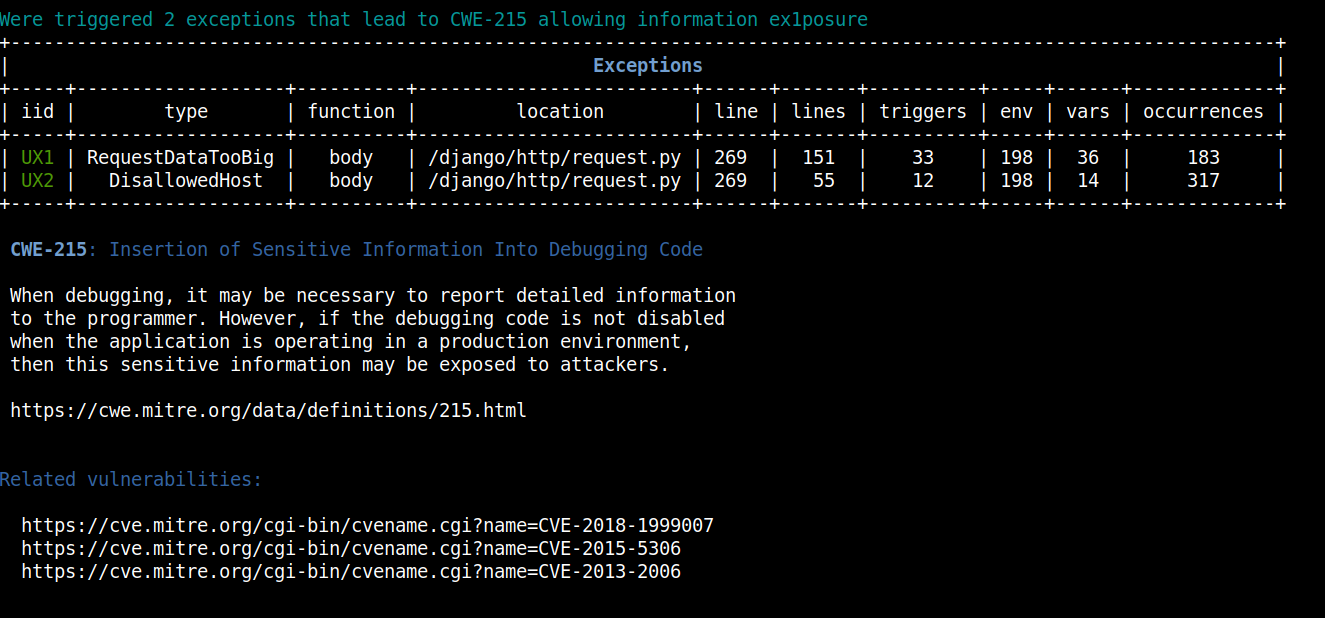 Were triggered 2 exceptions that lead to CWE-215 allowing information ex1posure
+-------------------------------------------------------------------------------------------------------------------+
| Exceptions |
+-----+-------------------+----------+-------------------------+------+-------+----------+-----+------+-------------+
| iid | type | function | location | line | lines | triggers | env | vars | occurrences |
+-----+-------------------+----------+-------------------------+------+-------+----------+-----+------+-------------+
| UX1 | RequestDataTooBig | body | /django/http/request.py | 269 | 151 | 33 | 198 | 36 | 183 |
| UX2 | DisallowedHost | body | /django/http/request.py | 269 | 55 | 12 | 198 | 14 | 317 |
+-----+-------------------+----------+-------------------------+------+-------+----------+-----+------+-------------+
CWE-215: Insertion of Sensitive Information Into Debugging Code
When debugging, it may be necessary to report detailed information
to the programmer. However, if the debugging code is not disabled
when the application is operating in a production environment,
then this sensitive information may be exposed to attackers.
https://cwe.mitre.org/data/definitions/215.html
Related vulnerabilities:
https://cve.mitre.org/cgi-bin/cvename.cgi?name=CVE-2018-1999007
https://cve.mitre.org/cgi-bin/cvename.cgi?name=CVE-2015-5306
https://cve.mitre.org/cgi-bin/cvename.cgi?name=CVE-2013-2006